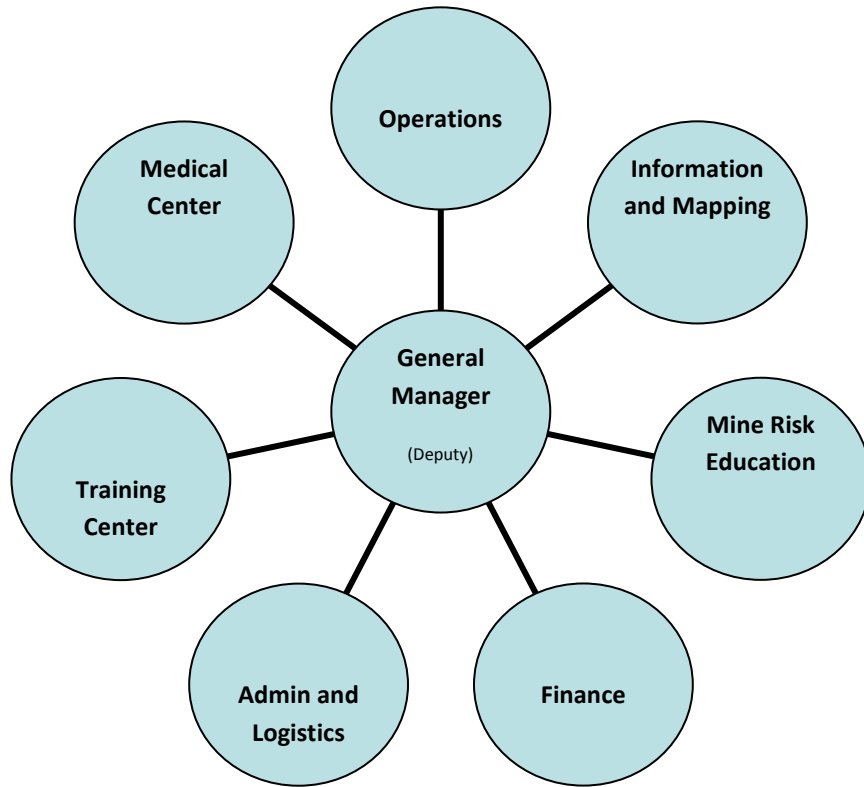 Operations
Medical
Center
Information
and Mapping
General
Manager
(Deputy)
Mine Risk
Education
Training
Center
Admin and
Logistics
Finance